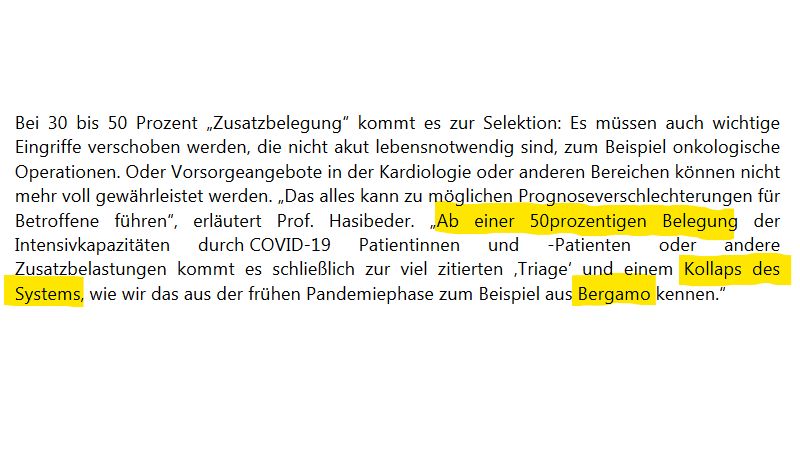 Bei 30 bis 50 Prozent „Zusatzbelegung“ kommt es zur Selektion: Es müssen auch wichtige
Eingriffe verschoben werden, die nicht akut lebensnotwendig sind, zum Beispiel onkologische
Operationen. Oder Vorsorgeangebote in der Kardiologie oder anderen Bereichen können nicht
mehr voll gewährleistet werden. „Das alles kann zu möglichen Prognoseverschlechterungen für
Betroffene führen“, erläutert Prof. Hasibeder. „Ab einer 50prozentigen Belegung der
Intensivkapazitäten durch COVID-19 Patientinnen und -Patienten oder andere
Zusatzbelastungen kommt es schließlich zur viel zitierten ‚Triage‘ und einem Kollaps des
Systems, wie wir das aus der frühen Pandemiephase zum Beispiel aus Bergamo kennen.“